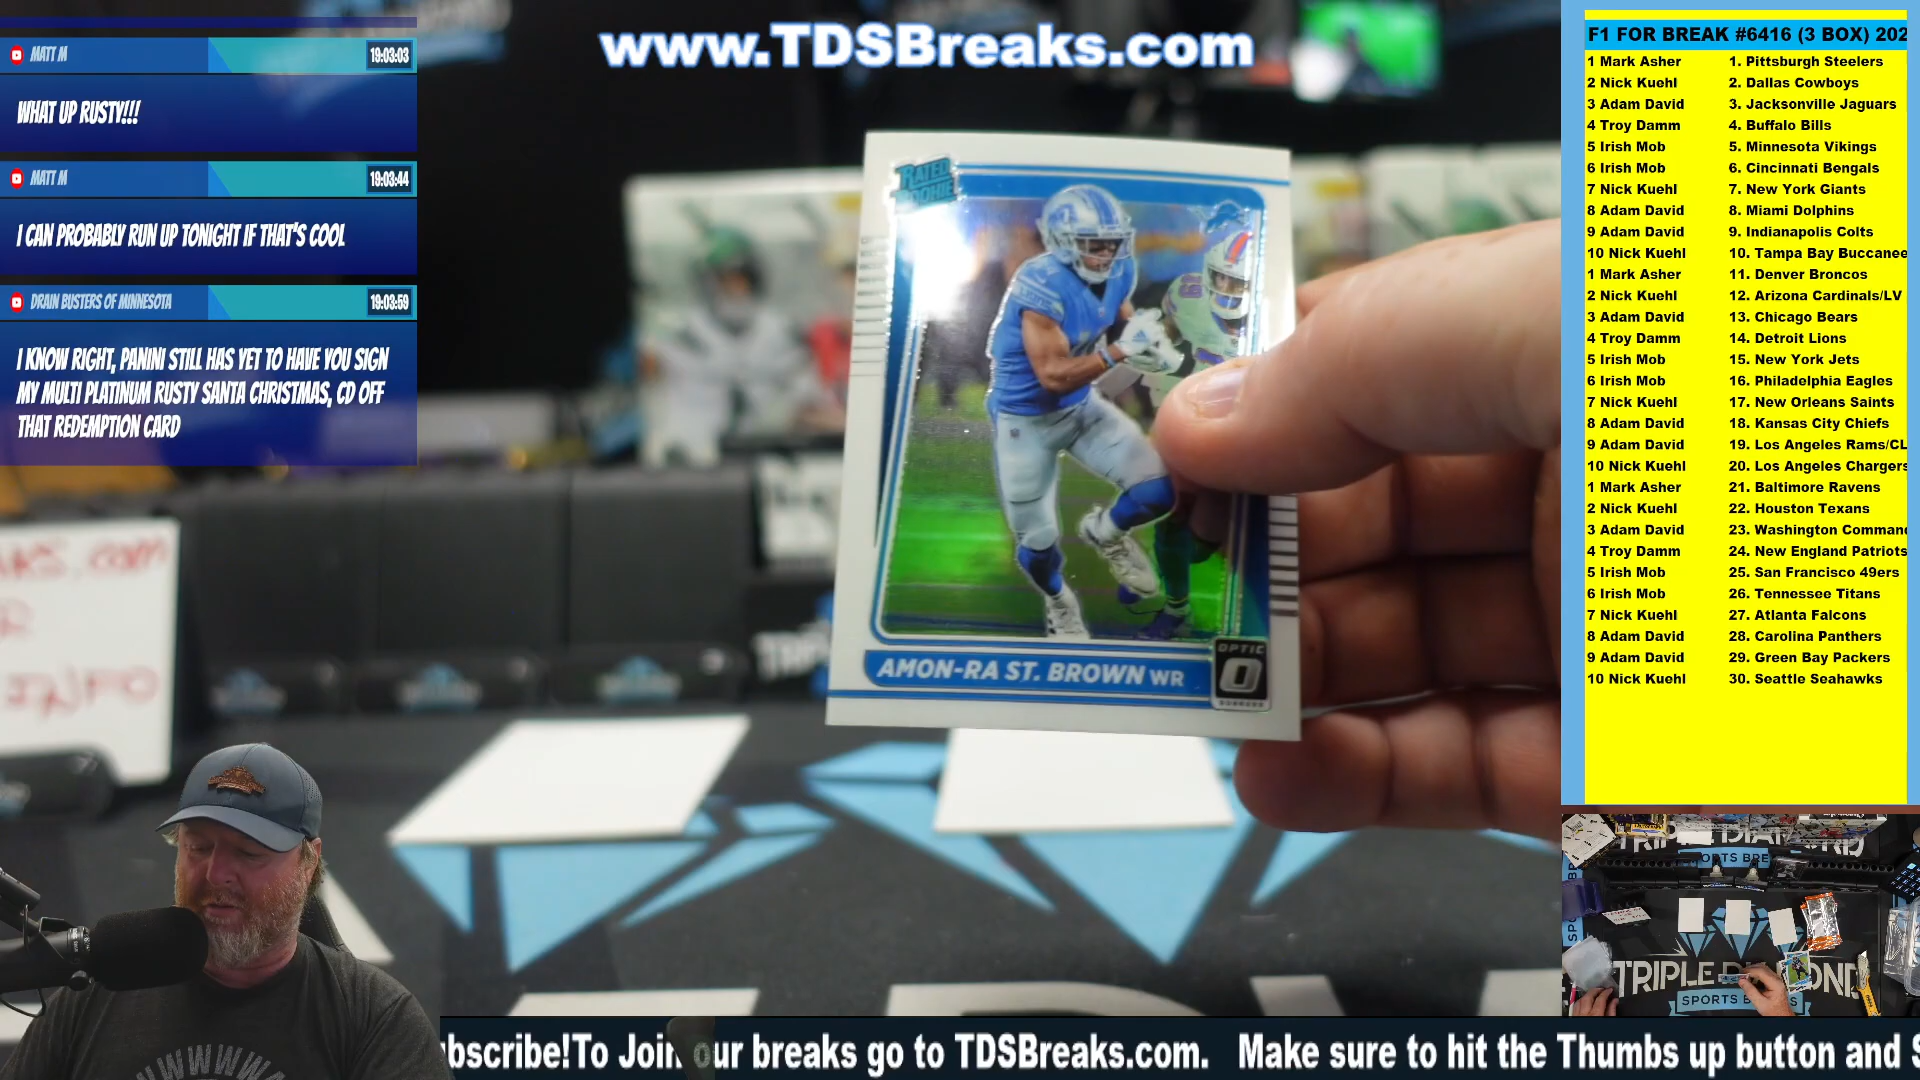 www.TDSBreaks.com
MATT M
19:03:03
WHAT UP RUSTY!!!
MATT M
19:03:44
I CAN PROBABLY RUN UP TONIGHT IF THAT'S COOL
DRAIN BUSTERS OF MINNESOTA
19:03:59
I KNOW RIGHT, PANINI STILL HAS YET TO HAVE YOU SIGN
MY MULTI PLATINUM RUSTY SANTA CHRISTMAS, CD OFF
THAT REDEMPTION CARD
RATED
ROOKIE
AMON-RA ST. BROWN WR
OPTIC
O
DONRUSS
F1 FOR BREAK #6416 (3 BOX) 202
1 Mark Asher 1. Pittsburgh Steelers
2 Nick Kuehl 2. Dallas Cowboys
3 Adam David 3. Jacksonville Jaguars
4 Troy Damm 4. Buffalo Bills
5 Irish Mob 5. Minnesota Vikings
6 Irish Mob 6. Cincinnati Bengals
7 Nick Kuehl 7. New York Giants
8 Adam David 8. Miami Dolphins
9 Adam David 9. Indianapolis Colts
10 Nick Kuehl 10. Tampa Bay Buccanee
1 Mark Asher 11. Denver Broncos
2 Nick Kuehl 12. Arizona Cardinals/LV
3 Adam David 13. Chicago Bears
4 Troy Damm 14. Detroit Lions
5 Irish Mob 15. New York Jets
6 Irish Mob 16. Philadelphia Eagles
7 Nick Kuehl 17. New Orleans Saints
8 Adam David 18. Kansas City Chiefs
9 Adam David 19. Los Angeles Rams/CL
10 Nick Kuehl 20. Los Angeles Chargers
1 Mark Asher 21. Baltimore Ravens
2 Nick Kuehl 22. Houston Texans
3 Adam David 23. Washington Comman
4 Troy Damm 24. New England Patriots
5 Irish Mob 25. San Francisco 49ers
6 Irish Mob 26. Tennessee Titans
7 Nick Kuehl 27. Atlanta Falcons
8 Adam David 28. Carolina Panthers
9 Adam David 29. Green Bay Packers
10 Nick Kuehl 30. Seattle Seahawks
AKS.com
INFO
TRIPLE DIAMOND
SPORTS BRE
TRIPLE DIAMOND
SPORTS B KS
bscribe!To Join our breaks go to TDSBreaks.com. Make sure to hit the Thumbs up button and S